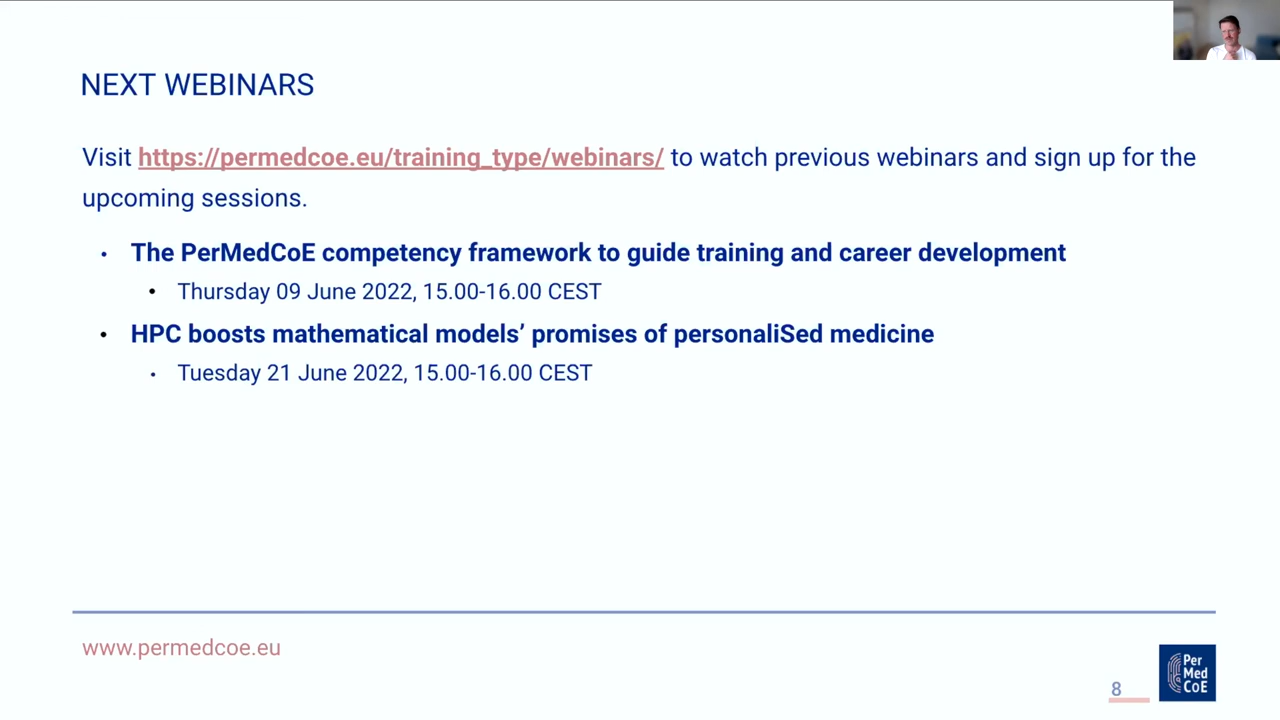 NEXT WEBINARS
Visit https://permedcoe.eu/training_type/webinars/ to watch previous webinars and sign up for the
upcoming sessions.
• The PerMedCoE competency framework to guide training and career development
• Thursday 09 June 2022, 15.00-16.00 CEST
• HPC boosts mathematical models’ promises of personaliSed medicine
• Tuesday 21 June 2022, 15.00-16.00 CEST
www.permedcoe.eu
8
Per
Med
CoE